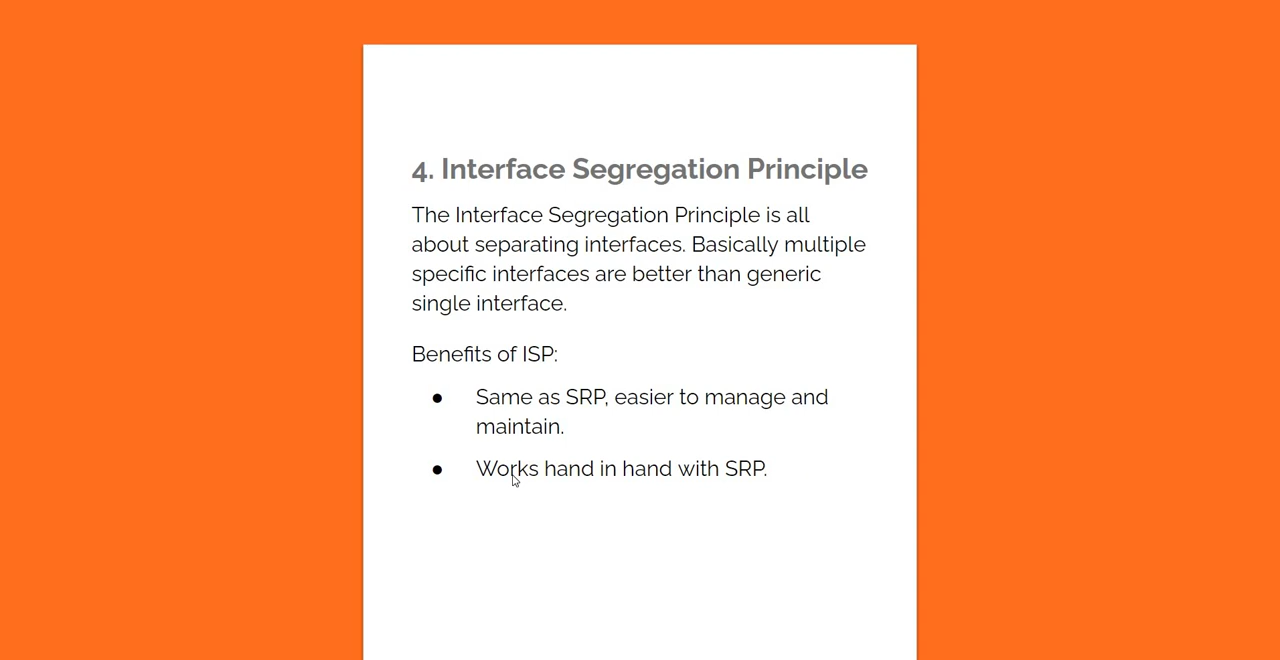 4. Interface Segregation Principle
The Interface Segregation Principle is all
about separating interfaces. Basically multiple
specific interfaces are better than generic
single interface.
Benefits of ISP:
● Same as SRP, easier to manage and
maintain.
● Works hand in hand with SRP.